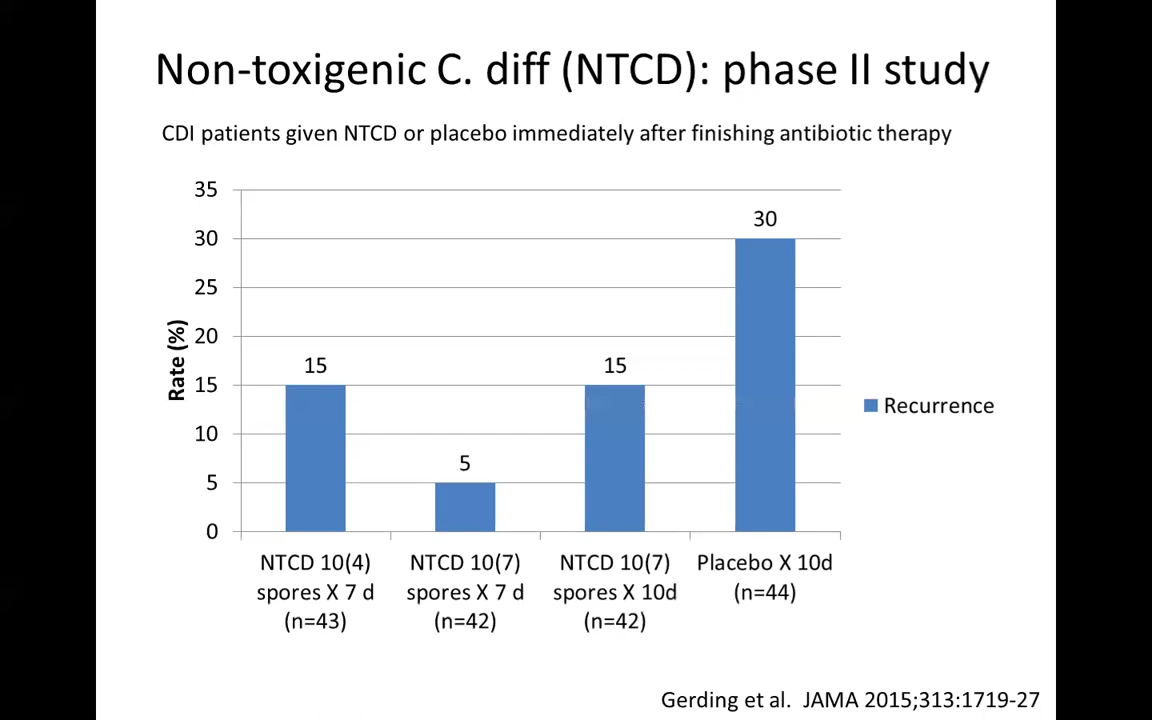 Non-toxigenic C. diff (NTCD): phase II study
CDI patients given NTCD or placebo immediately after finishing antibiotic therapy
35
30
25
20
15
10
5
0
Rate (%)
15
5
15
30
NTCD 10(4)
spores X 7 d
(n=43)
NTCD 10(7)
spores X 7 d
(n=42)
NTCD 10(7)
spores X 10d
(n=42)
Placebo X 10d
(n=44)
Recurrence
Gerding et al. JAMA 2015;313:1719-27